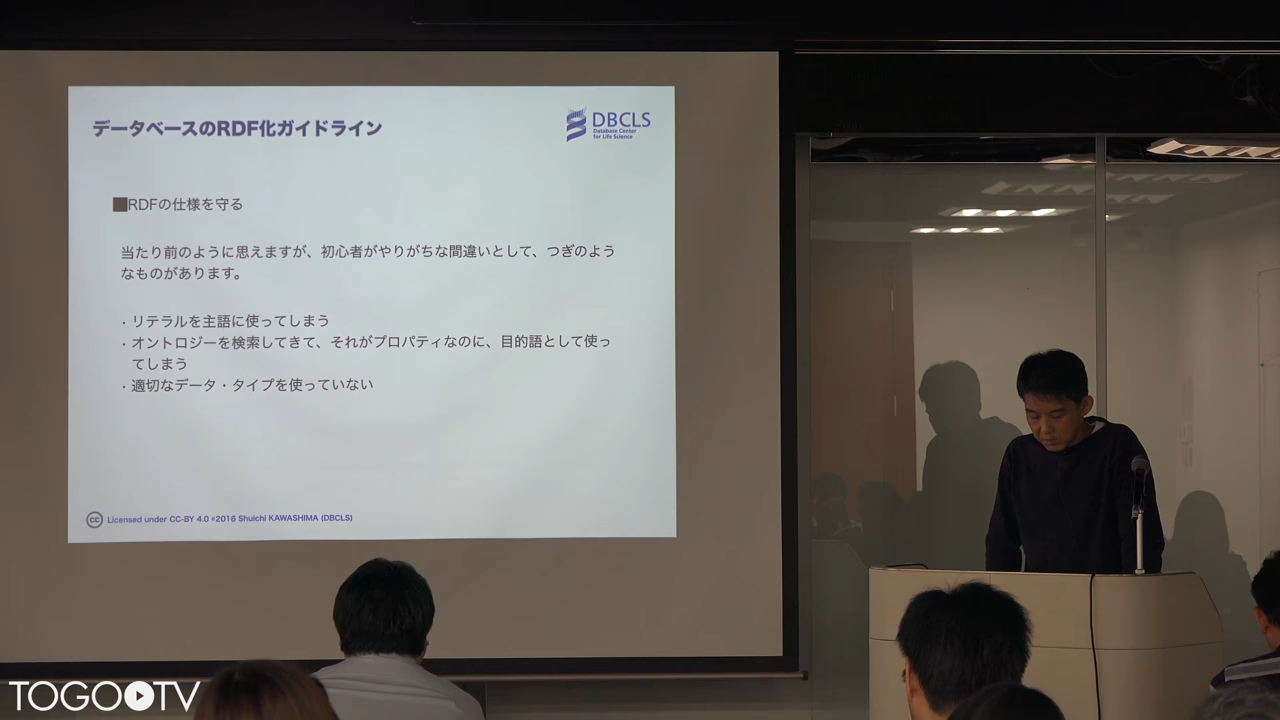 データベースのRDF化ガイドライン
DBCLS
Database Center
for Life Science
■RDFの仕様を守る
当たり前のように思えますが、初心者がやりがちな間違いとして、つぎのよう
なものがあります。
・リテラルを主語に使ってしまう
・オントロジーを検索してきて、それがプロパティなのに、目的語として使っ
てしまう
・適切なデータ・タイプを使っていない
cc Licensed under CC-BY 4.0 ©2016 Shuichi KAWASHIMA (DBCLS)
TOGOTV